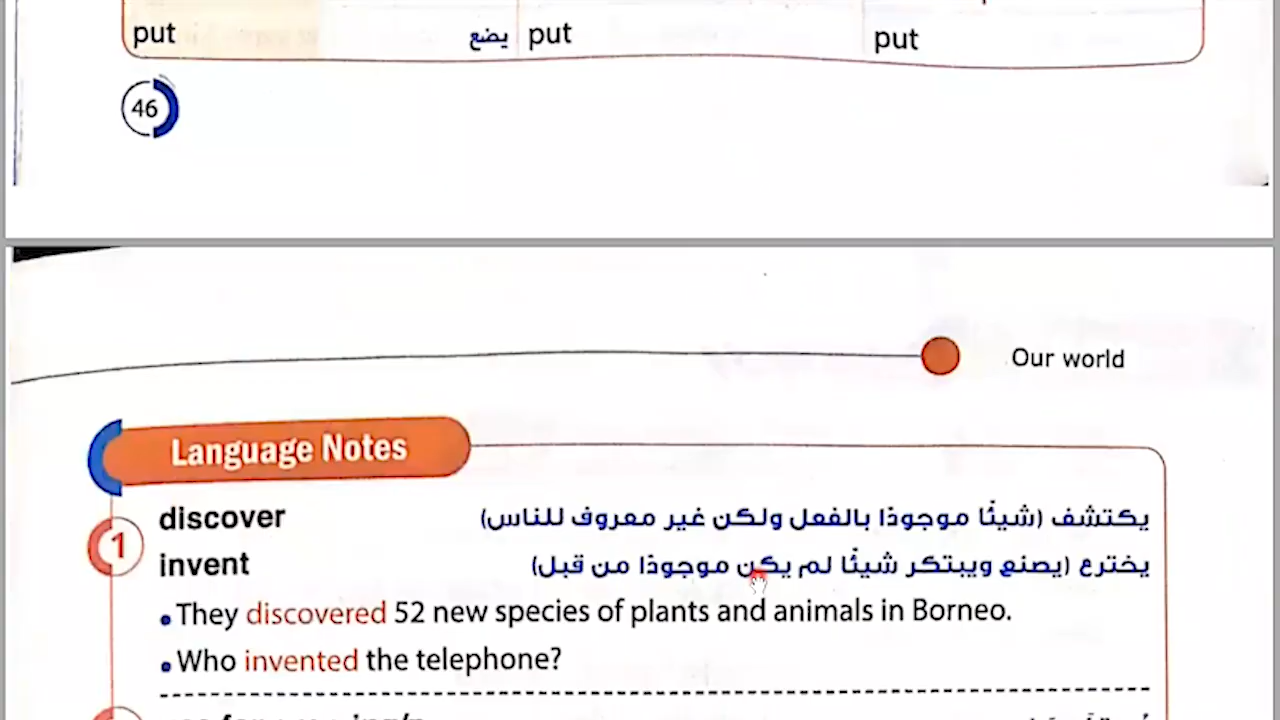 put يضع put put
46
Our world
Language Notes
1
discover يكتشف (شيئًا موجودًا بالفعل ولكن غير معروف للناس)
invent يخترع (يصنع ويبتكر شيئًا لم يكن موجودًا من قبل)
• They discovered 52 new species of plants and animals in Borneo.
• Who invented the telephone?